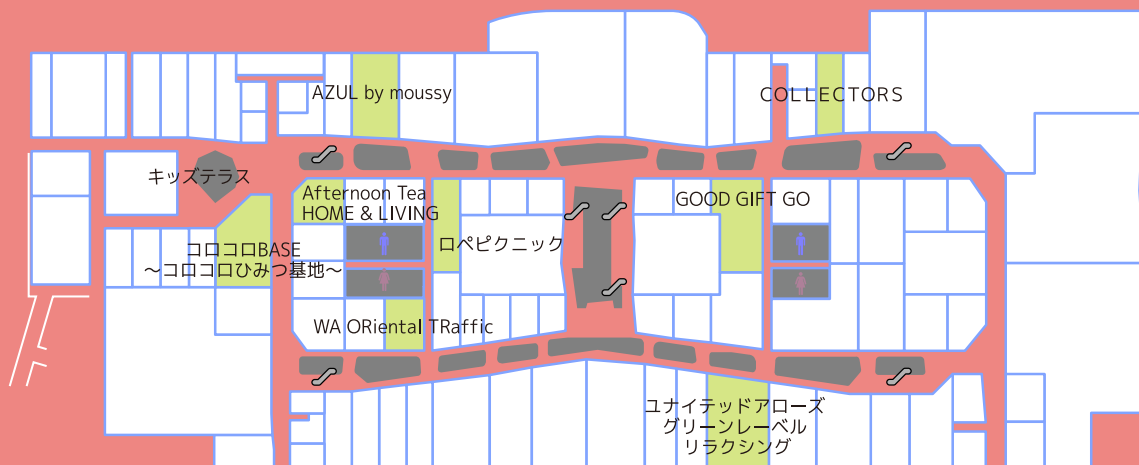 AZUL by moussy
COLLECTORS
キッズテラス
Afternoon Tea
HOME & LIVING
GOOD GIFT GO
コロコロBASE
～コロコロひみつ基地～
ロペピクニック
WA ORiental TRaffic
ユナイテッドアローズ
グリーンレーベル
リラクシング